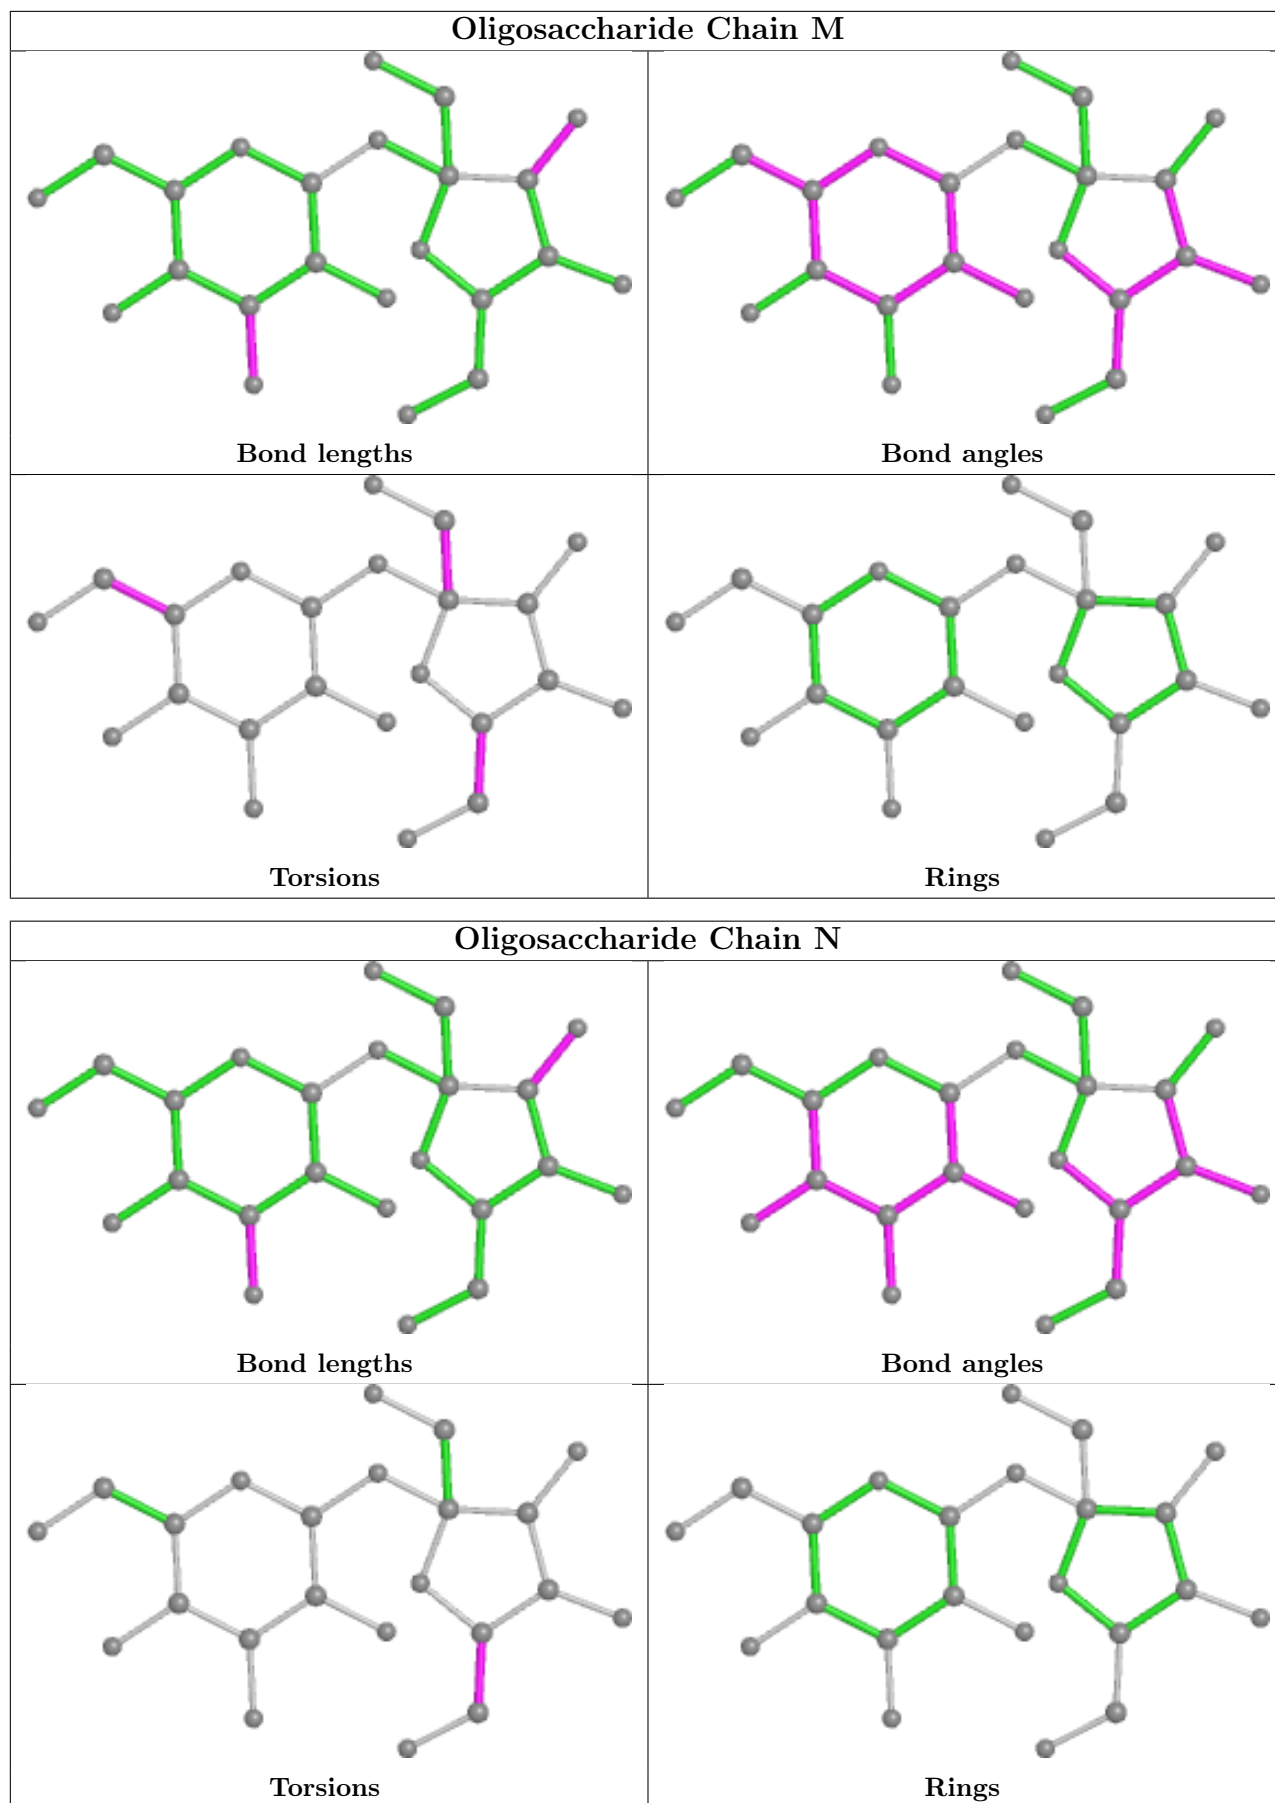 Oligosaccharide Chain M
Bond lengths
Bond angles
Torsions
Rings
Oligosaccharide Chain N
Bond lengths
Bond angles
Torsions
Rings